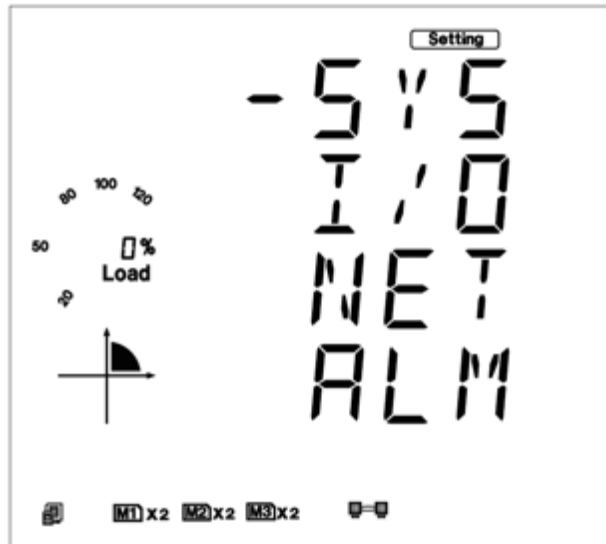 Setting
- SYS
I/O
NET
ALM
20
50
80
100
120
0%
Load
M1 X2 M2 X2 M3 X2